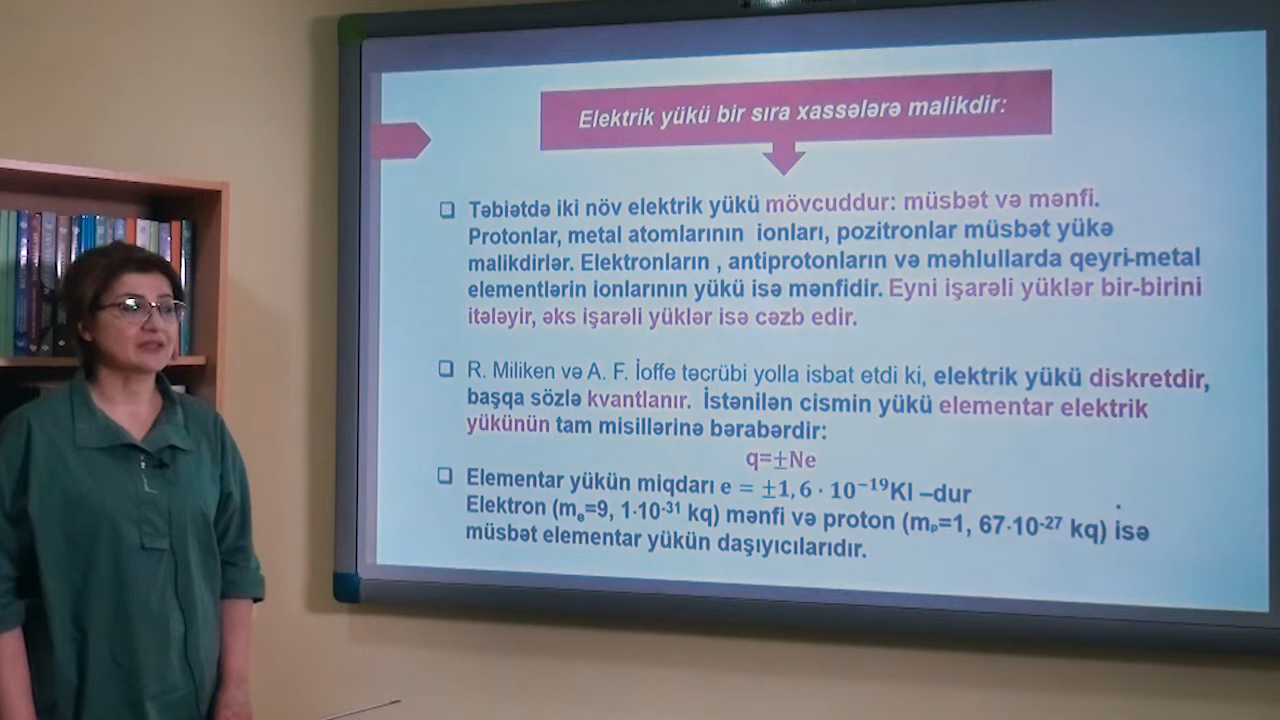 Elektrik yükü bir sıra xassələrə malikdir:
❑ Təbiətdə iki növ elektrik yükü mövcuddur: müsbət və mənfi.
Protonlar, metal atomlarının ionları, pozitronlar müsbət yükə
malikdirlər. Elektronların , antiprotonların və məhlullarda qeyri-metal
elementlərin ionlarının yükü isə mənfidir. Eyni işarəli yüklər bir-birini
itələyir, əks işarəli yüklər isə cəzb edir.
❑ R. Miliken və A. F. İoffe təcrübi yolla isbat etdi ki, elektrik yükü diskretdir,
başqa sözlə kvantlanır. İstənilən cismin yükü elementar elektrik
yükünün tam misillərinə bərabərdir:
q=±Ne
❑ Elementar yükün miqdarı e = ±1, 6 · 10⁻¹⁹Kl –dur
Elektron (mₑ=9, 1·10⁻³¹ kq) mənfi və proton (mₚ=1, 67·10⁻²⁷ kq) isə
müsbət elementar yükün daşıyıcılarıdır.